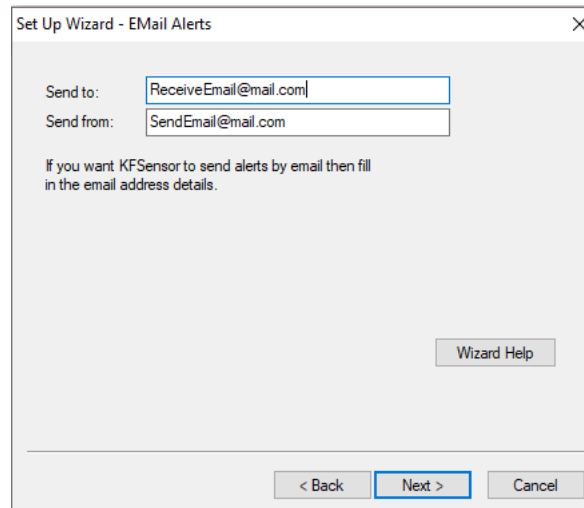 Set Up Wizard - EMail Alerts
Send to: ReceiveEmail@mail.com
Send from: SendEmail@mail.com
If you want KFSensor to send alerts by email then fill
in the email address details.
Wizard Help
< Back Next > Cancel